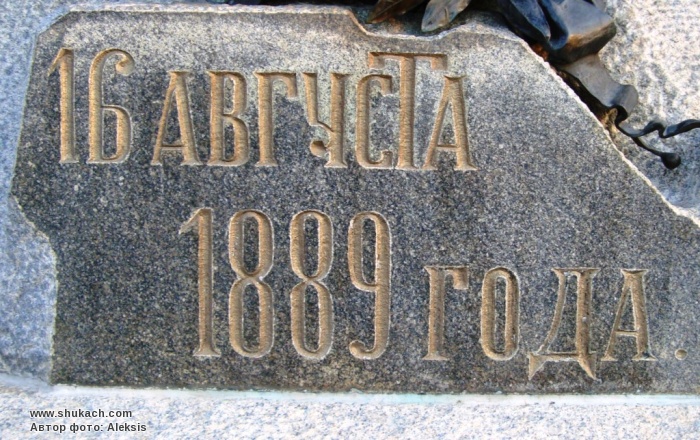 16 АВГУСТА
1889 ГОДА.
www.shukach.com
Автор фото: Aleksis